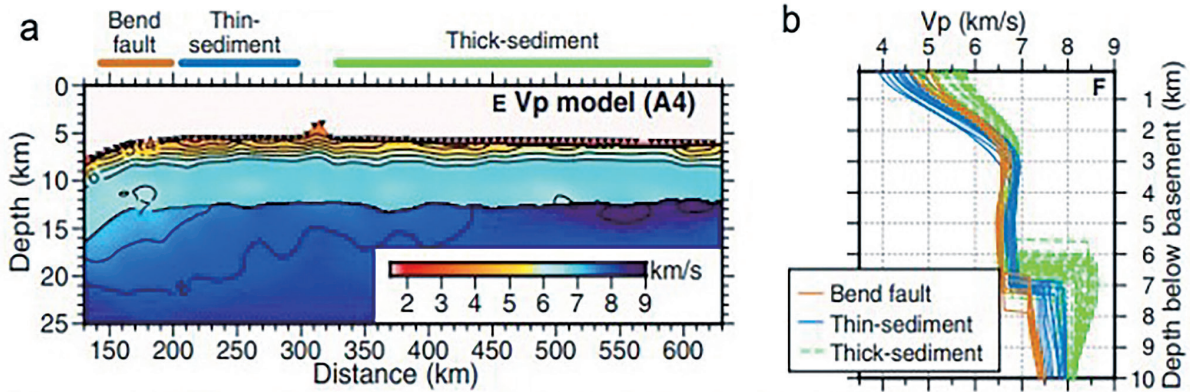 a
Bend
fault
Thin-
sediment
Thick-sediment
E Vp model (A4)
0
5
10
15
20
25
Depth (km)
6
km/s
2 3 4 5 6 7 8 9
150 200 250 300 350 400 450 500 550 600
Distance (km)
b
Vp (km/s)
4 5 6 7 8 9
F
1
2
3
4
5
6
7
8
9
10
Depth below basement (km)
Bend fault
Thin-sediment
Thick-sediment